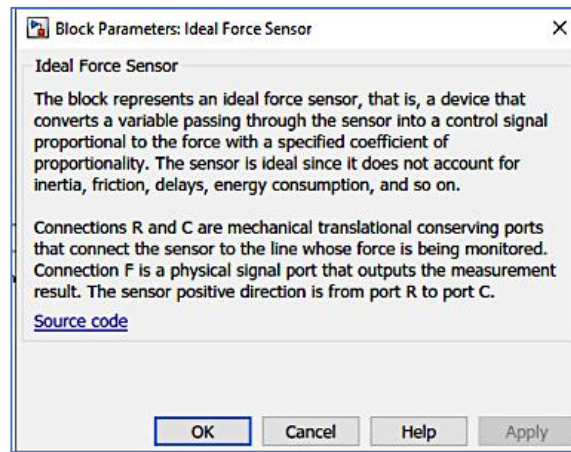 Block Parameters: Ideal Force Sensor
Ideal Force Sensor
The block represents an ideal force sensor, that is, a device that
converts a variable passing through the sensor into a control signal
proportional to the force with a specified coefficient of
proportionality. The sensor is ideal since it does not account for
inertia, friction, delays, energy consumption, and so on.
Connections R and C are mechanical translational conserving ports
that connect the sensor to the line whose force is being monitored.
Connection F is a physical signal port that outputs the measurement
result. The sensor positive direction is from port R to port C.
Source code
OK Cancel Help Apply